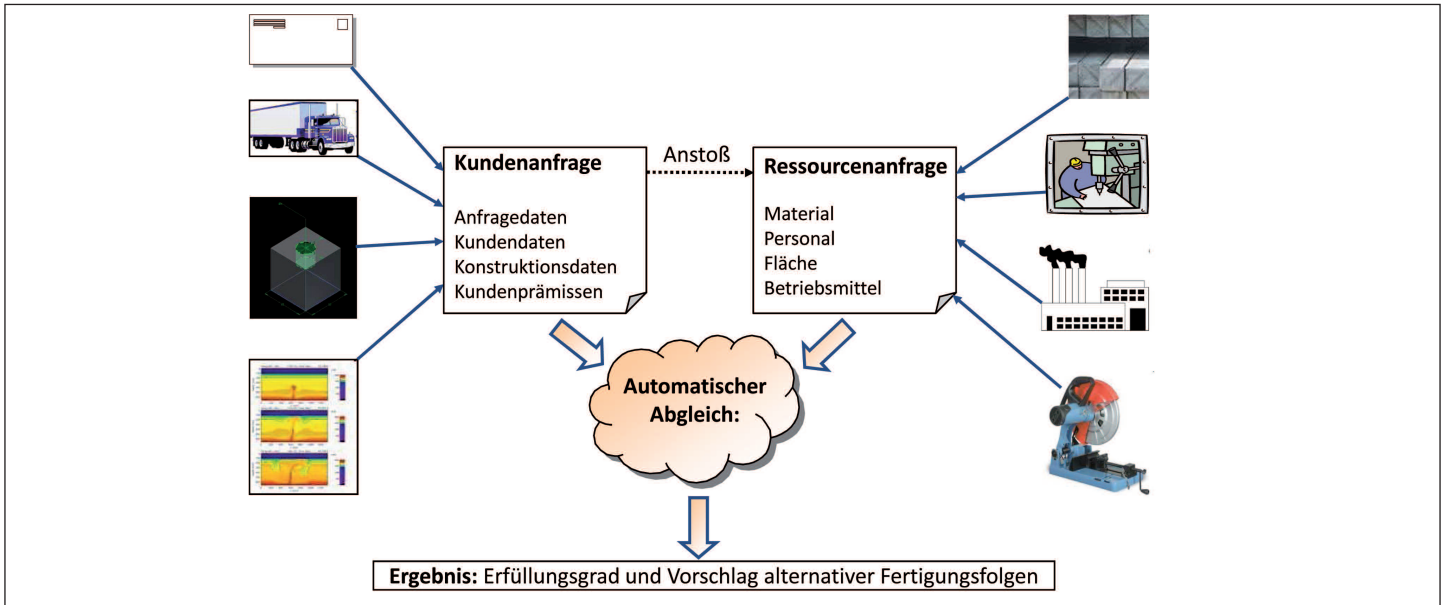 Kundenanfrage
Anfragedaten
Kundendaten
Konstruktionsdaten
Kundenprämissen
Anstoß
Ressourcenanfrage
Material
Personal
Fläche
Betriebsmittel
Automatischer
Abgleich:
Ergebnis: Erfüllungsgrad und Vorschlag alternativer Fertigungsfolgen